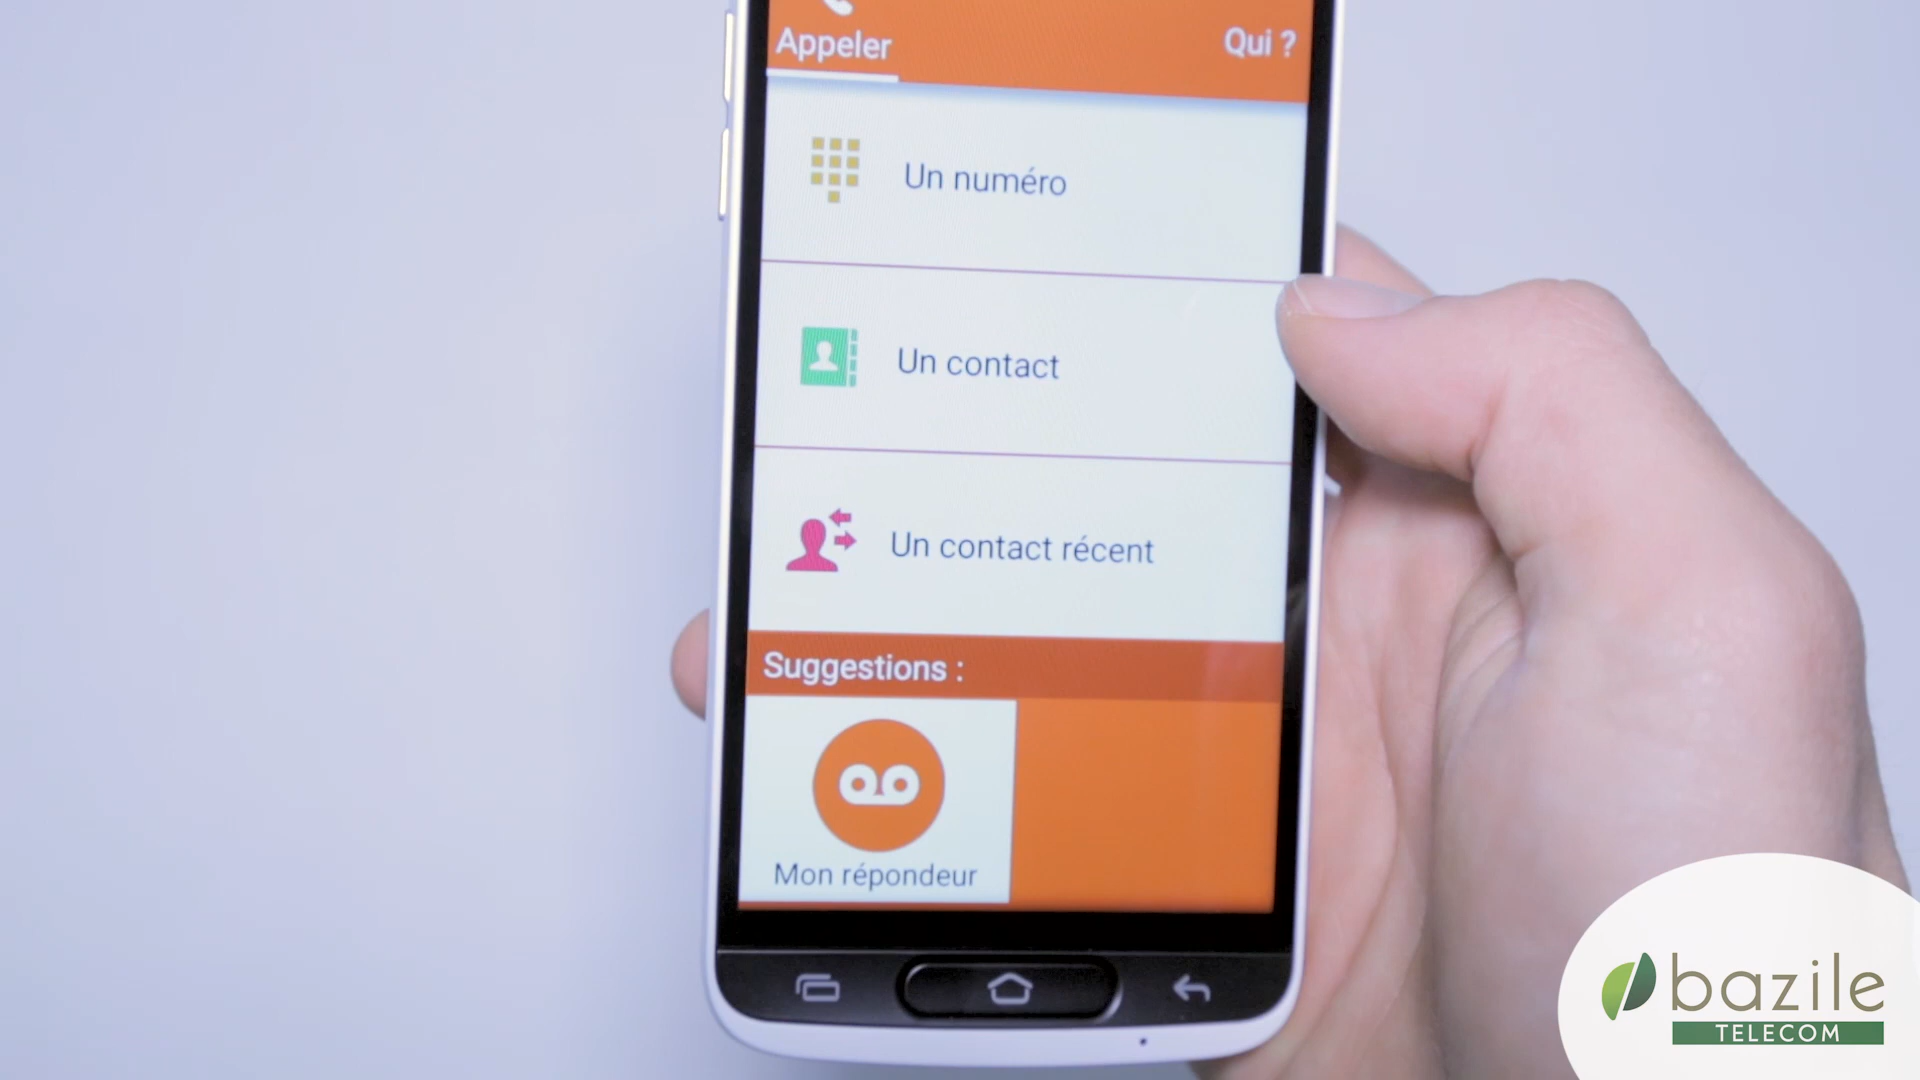 Appeler
Qui ?
Un numéro
Un contact
Un contact récent
Suggestions :
Mon répondeur
bazile
TELECOM